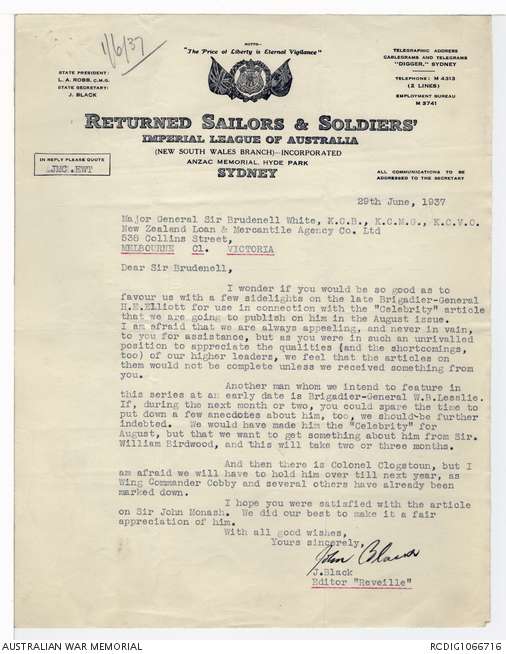 1/6/37
MOTTO—
"The Price of Liberty is Eternal Vigilance"
STATE PRESIDENT:
L. A. ROBB, C.M.G.
STATE SECRETARY:
J. BLACK
TELEGRAPHIC ADDRESS
CABLEGRAMS AND TELEGRAMS
"DIGGER," SYDNEY
TELEPHONE: M 4313
(2 LINES)
EMPLOYMENT BUREAU
M 3741
RETURNED SAILORS & SOLDIERS'
IMPERIAL LEAGUE OF AUSTRALIA
(NEW SOUTH WALES BRANCH)—INCORPORATED
ANZAC MEMORIAL, HYDE PARK
SYDNEY
IN REPLY PLEASE QUOTE
JMC.EWT
ALL COMMUNICATIONS TO BE
ADDRESSED TO THE SECRETARY
29th June, 1937
Major General Sir Brudenell White, K.C.B., K.C.M.G., K.C.V.O.
New Zealand Loan & Mercantile Agency Co. Ltd
538 Collins Street,
MELBOURNE Cl. VICTORIA
Dear Sir Brudenell,
I wonder if you would be so good as to
favour us with a few sidelights on the late Brigadier-General
H.E.Elliott for use in connection with the "Celebrity" article
that we are going to publish on him in the August issue.
I am afraid that we are always appealing, and never in vain,
to you for assistance, but as you were in such an unrivalled
position to appreciate the qualities (and the shortcomings,
too) of our higher leaders, we feel that the articles on
them would not be complete unless we received something from
you.
Another man whom we intend to feature in
this series at an early date is Brigadier-General W.B.Lesslie.
If, during the next month or two, you could spare the time to
put down a few anecdotes about him, too, we should-be further
indebted. We would have made him the "Celebrity" for
August, but that we want to get something about him from Sir.
William Birdwood, and this will take two or three months.
And then there is Colonel Clogstoun, but I
am afraid we will have to hold him over till next year, as
Wing Commander Cobby and several others have already been
marked down.
I hope you were satisfied with the article
on Sir John Monash. We did our best to make it a fair
appreciation of him.
With all good wishes,
Yours sincerely,
John Black
J.Black
Editor "Reveille"
AUSTRALIAN WAR MEMORIAL
RCDIG1066716